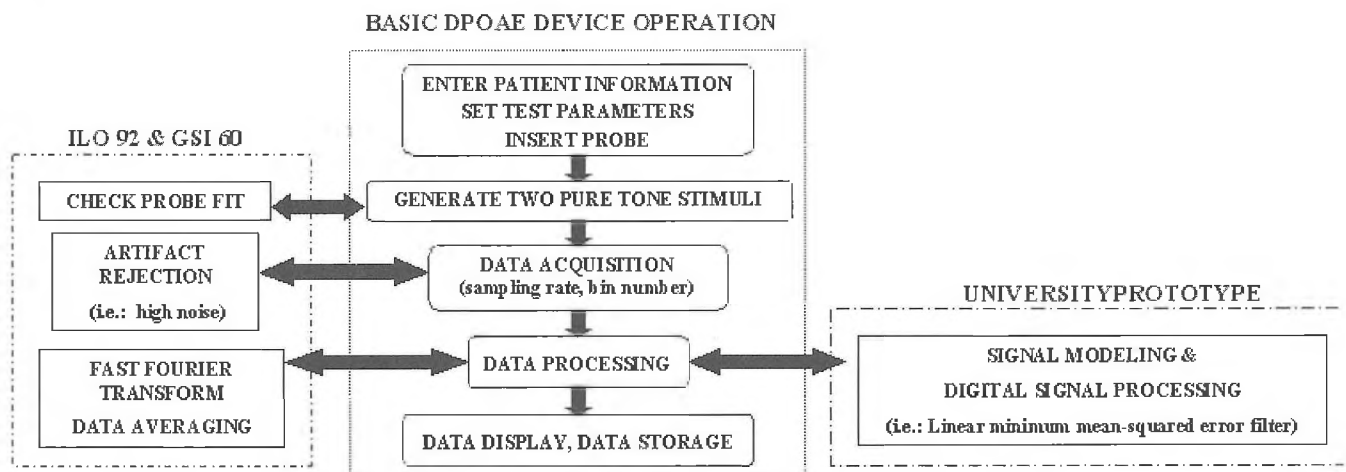 BASIC DPOAE DEVICE OPERATION
ENTER PATIENT INFORMATION
SET TEST PARAMETERS
INSERT PROBE
ILO 92 & GSI 60
CHECK PROBE FIT
GENERATE TWO PURE TONE STIMULI
ARTIFACT
REJECTION
(i.e.: high noise)
DATA ACQUISITION
(sampling rate, bin number)
UNIVERSITYPROTOTYPE
FAST FOURIER
TRANSFORM
DATA AVERAGING
DATA PROCESSING
SIGNAL MODELING &
DIGITAL SIGNAL PROCESSING
(i.e.: Linear minimum mean-squared error filter)
DATA DISPLAY, DATA STORAGE